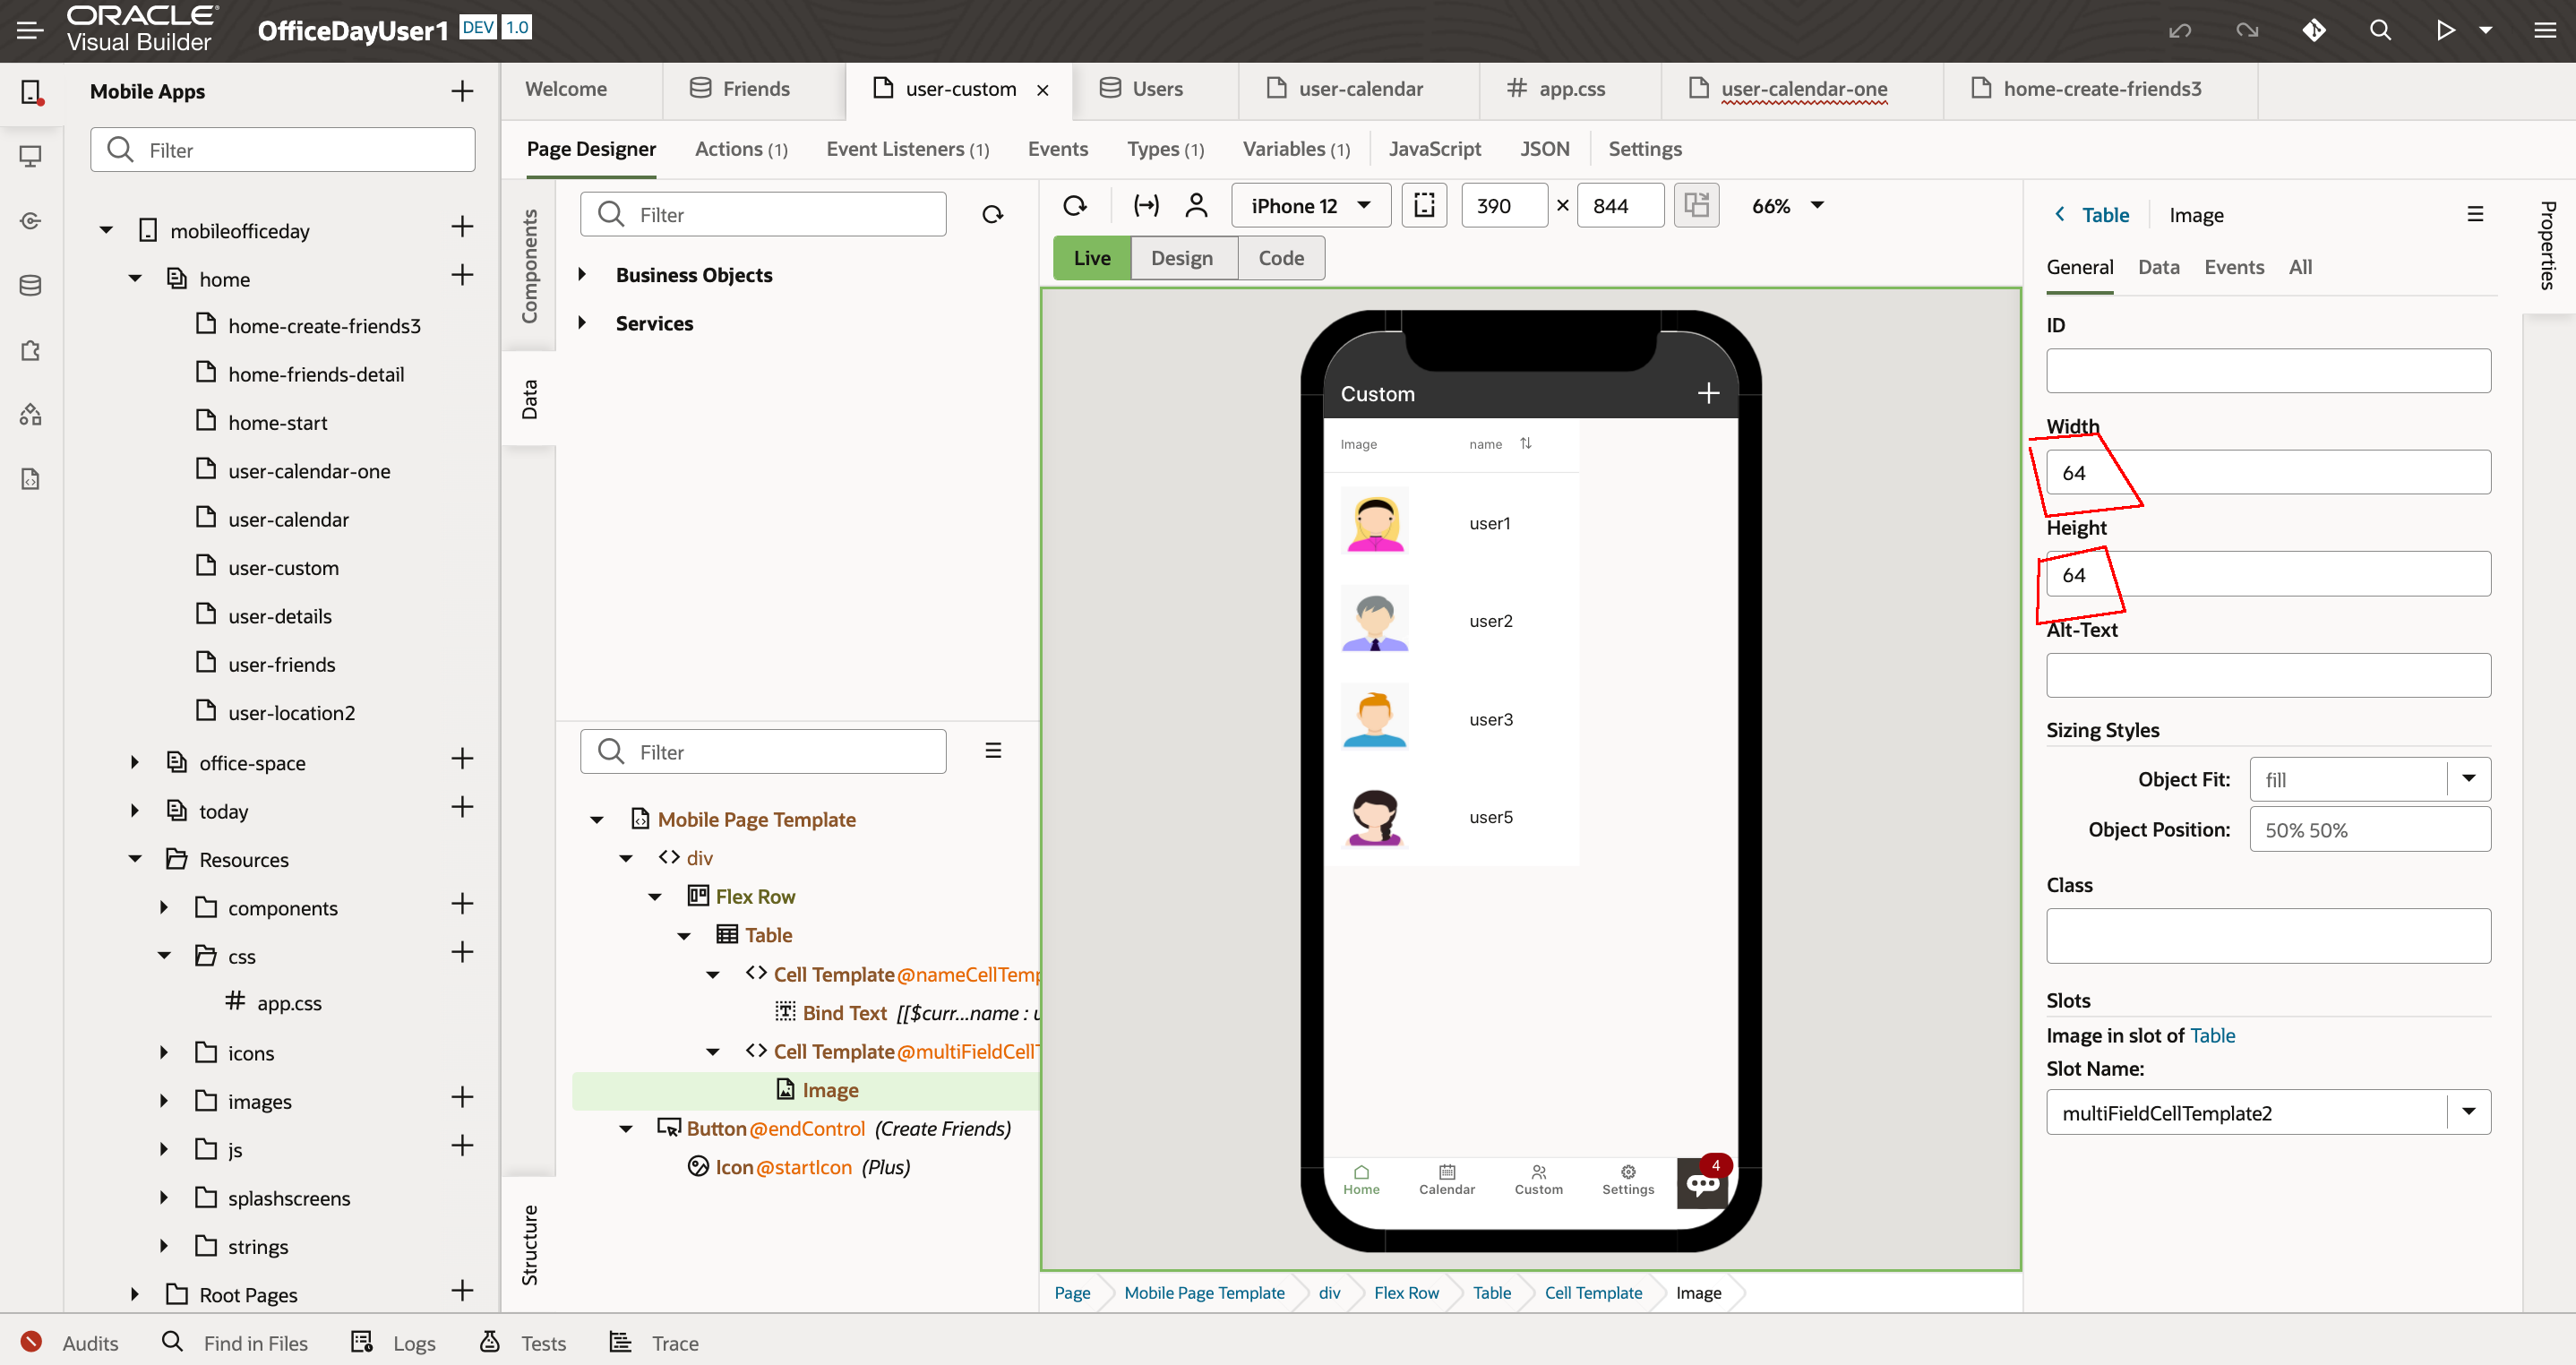 ORACLE
Visual Builder
OfficeDayUser1 DEV 1.0
Mobile Apps
Filter
mobileofficeday
home
home-create-friends3
home-friends-detail
home-start
user-calendar-one
user-calendar
user-custom
user-details
user-friends
user-location2
office-space
today
Resources
components
css
# app.css
icons
images
js
splashscreens
strings
Root Pages
Welcome Friends user-custom × Users user-calendar # app.css user-calendar-one home-create-friends3
Page Designer Actions (1) Event Listeners (1) Events Types (1) Variables (1) JavaScript JSON Settings
Components
Data
Filter
Business Objects
Services
Structure
Filter
Mobile Page Template
<> div
Flex Row
Table
<> Cell Template@nameCellTemp
Bind Text [[$curr...name : u
<> Cell Template@multiFieldCellT
Image
Button@endControl (Create Friends)
Icon@startIcon (Plus)
iPhone 12 390 × 844 66%
Live Design Code
Custom +
Image name
user1
user2
user3
user5
4
Home Calendar Custom Settings
Page Mobile Page Template div Flex Row Table Cell Template Image
Properties
Table Image
General Data Events All
ID
Width
64
Height
64
Alt-Text
Sizing Styles
Object Fit: fill
Object Position: 50% 50%
Class
Slots
Image in slot of Table
Slot Name:
multiFieldCellTemplate2
Audits Find in Files Logs Tests Trace